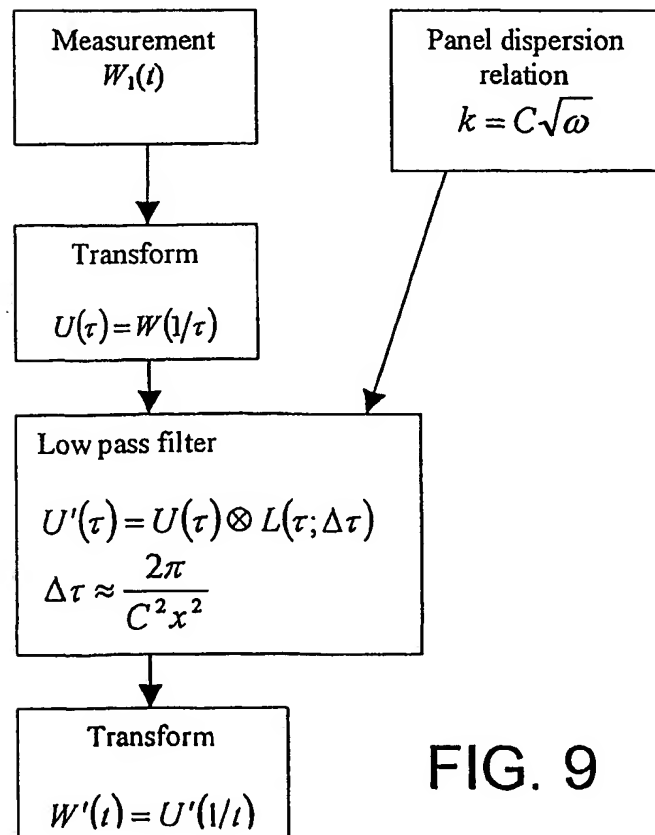 Measurement
W₁(t)
Panel dispersion
relation
k = C√ω
Transform
U(τ) = W(1/τ)
Low pass filter
U'(τ) = U(τ) ⊗ L(τ; Δτ)
Δτ ≈ 2π / C²x²
Transform
W'(t) = U'(1/t)
FIG. 9